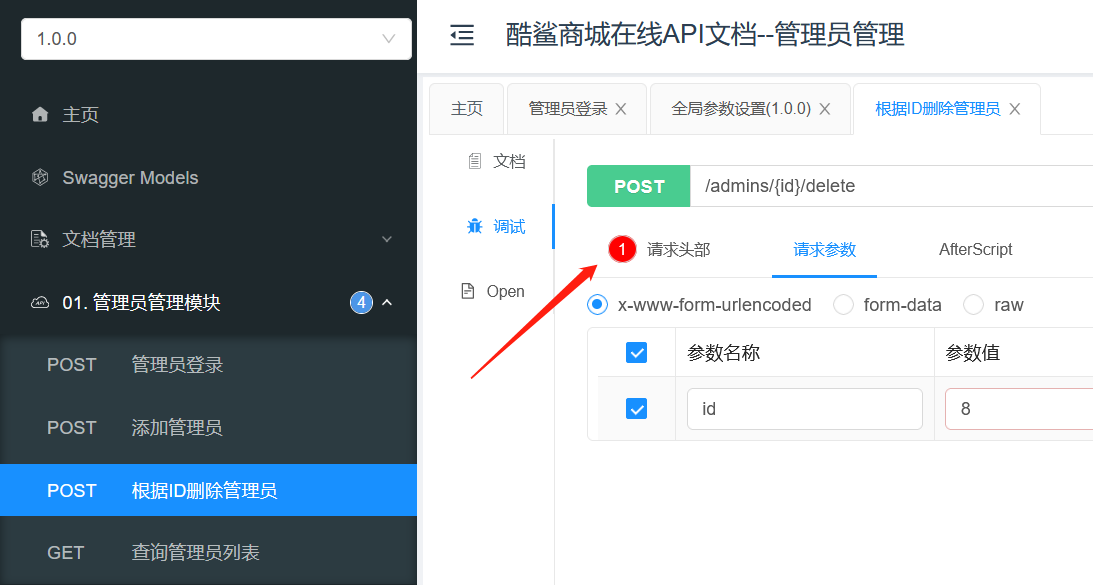 1.0.0
主页
Swagger Models
文档管理
01. 管理员管理模块 4
POST 管理员登录
POST 添加管理员
POST 根据ID删除管理员
GET 查询管理员列表
酷鲨商城在线API文档--管理员管理
主页 管理员登录 全局参数设置(1.0.0) 根据ID删除管理员
文档
调试
Open
POST /admins/{id}/delete
1 请求头部 请求参数 AfterScript
x-www-form-urlencoded form-data raw
参数名称 参数值
id 8